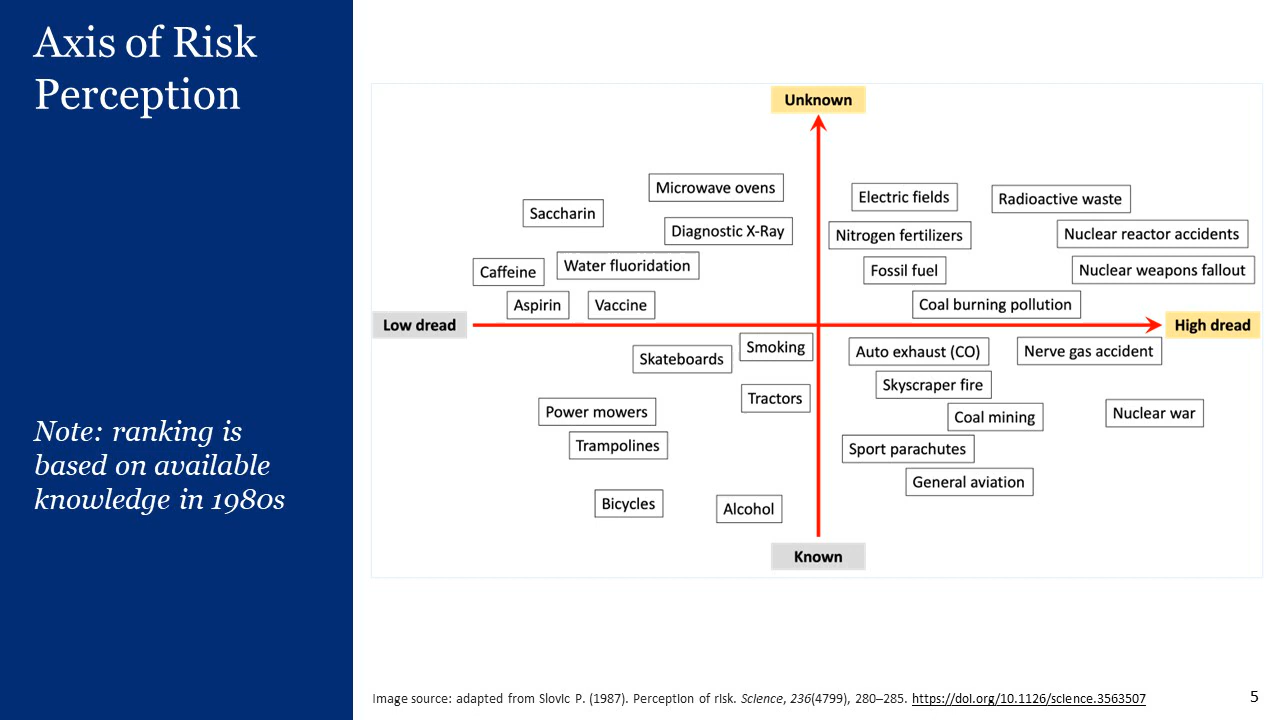 Axis of Risk
Perception
Note: ranking is
based on available
knowledge in 1980s
Unknown
Microwave ovens
Electric fields
Radioactive waste
Saccharin
Diagnostic X-Ray
Nitrogen fertilizers
Nuclear reactor accidents
Caffeine
Water fluoridation
Fossil fuel
Nuclear weapons fallout
Aspirin
Vaccine
Coal burning pollution
Low dread
High dread
Skateboards
Smoking
Auto exhaust (CO)
Nerve gas accident
Skyscraper fire
Power mowers
Tractors
Coal mining
Nuclear war
Trampolines
Sport parachutes
General aviation
Bicycles
Alcohol
Known
Image source: adapted from Slovic P. (1987). Perception of risk. Science, 236(4799), 280–285. https://doi.org/10.1126/science.3563507
5